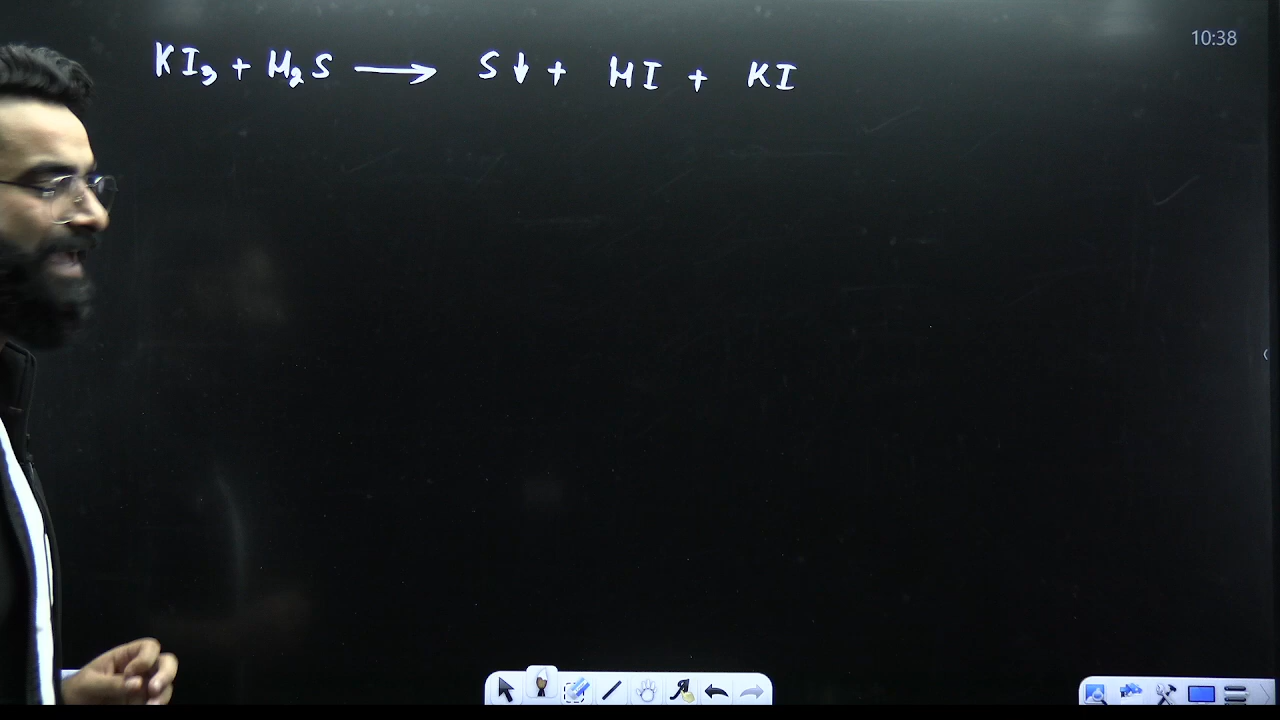 10:38
KI₃ + H₂S ⟶ S↓ + HI + KI